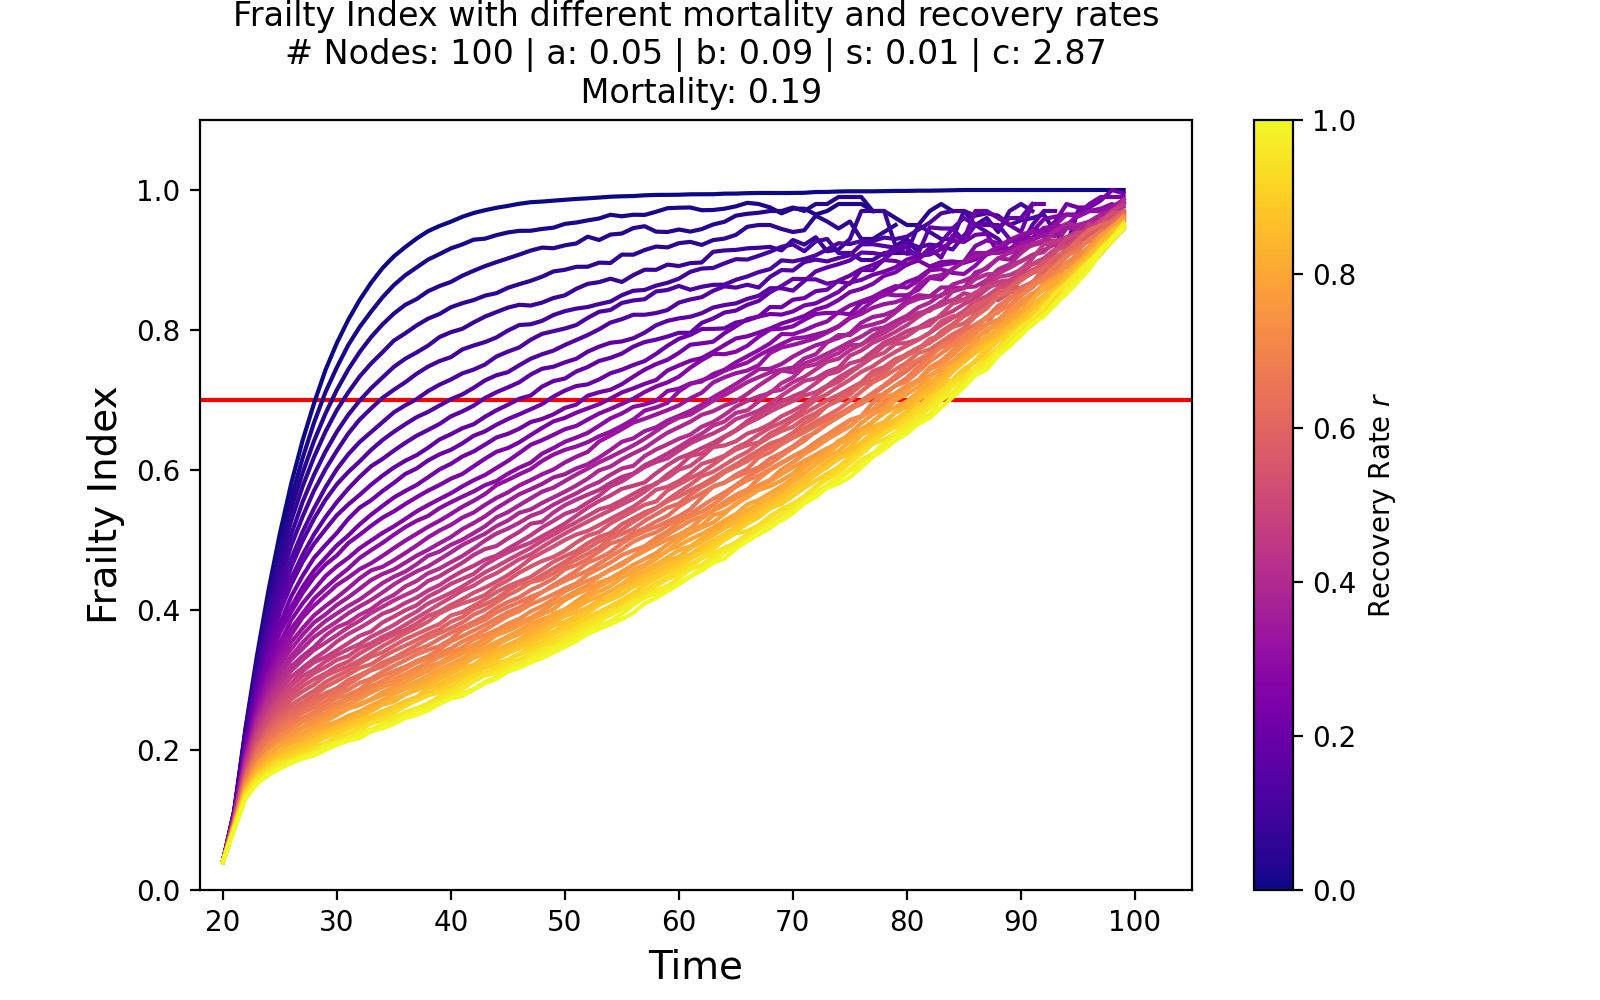 Frailty Index with different mortality and recovery rates
# Nodes: 100 | a: 0.05 | b: 0.09 | s: 0.01 | c: 2.87
Mortality: 0.19
Frailty Index
1.0
0.8
0.6
0.4
0.2
0.0
20 30 40 50 60 70 80 90 100
Time
1.0
0.8
0.6
0.4
0.2
0.0
Recovery Rate r